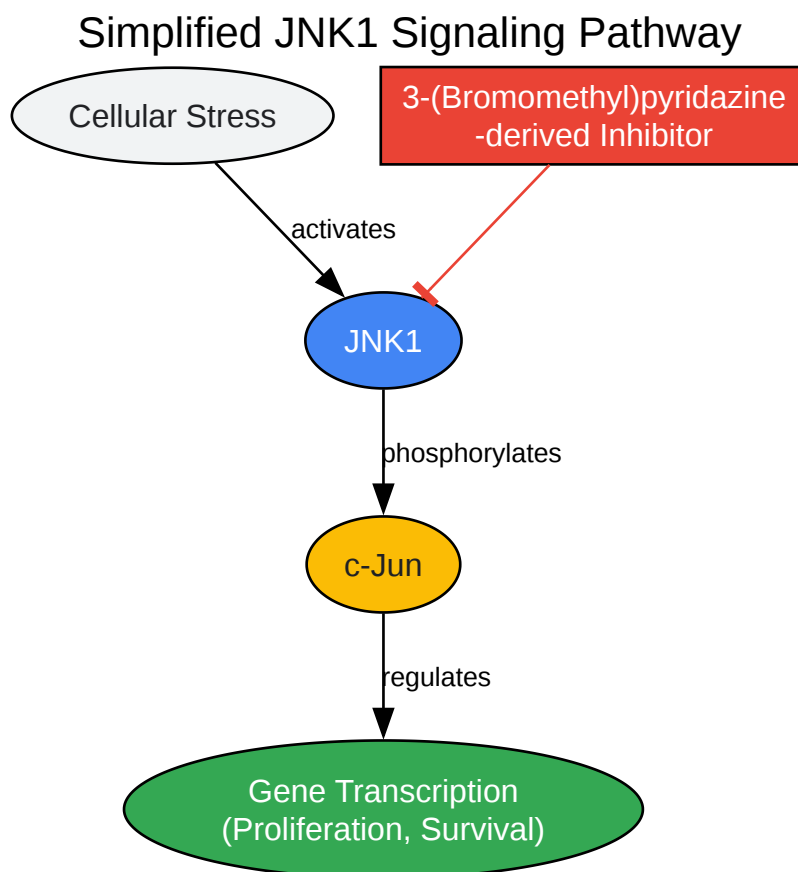 Simplified JNK1 Signaling Pathway
Cellular Stress
3-(Bromomethyl)pyridazine
-derived Inhibitor
activates
JNK1
phosphorylates
c-Jun
regulates
Gene Transcription
(Proliferation, Survival)